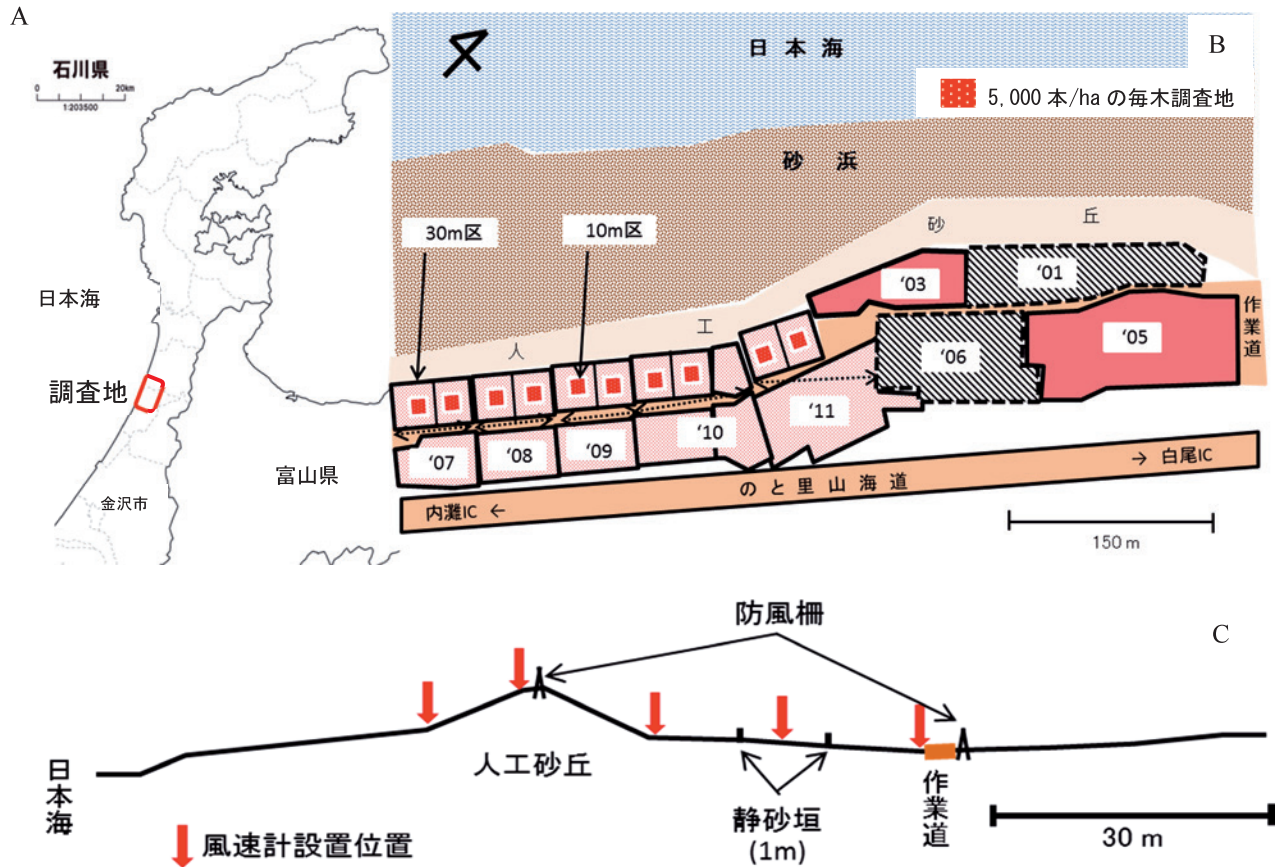 A
石川県
0 20km
1:203500
日本海
調査地
金沢市
富山県
B
日本海
5,000 本/ha の毎木調査地
砂浜
30m区
10m区
人工砂丘
‘03
‘01
‘06
‘05
作業道
‘07
‘08
‘09
‘10
‘11
のと里山海道
内灘IC ←
→ 白尾IC
150 m
C
防風柵
人工砂丘
日本海
静砂垣
(1m)
作業道
風速計設置位置
30 m